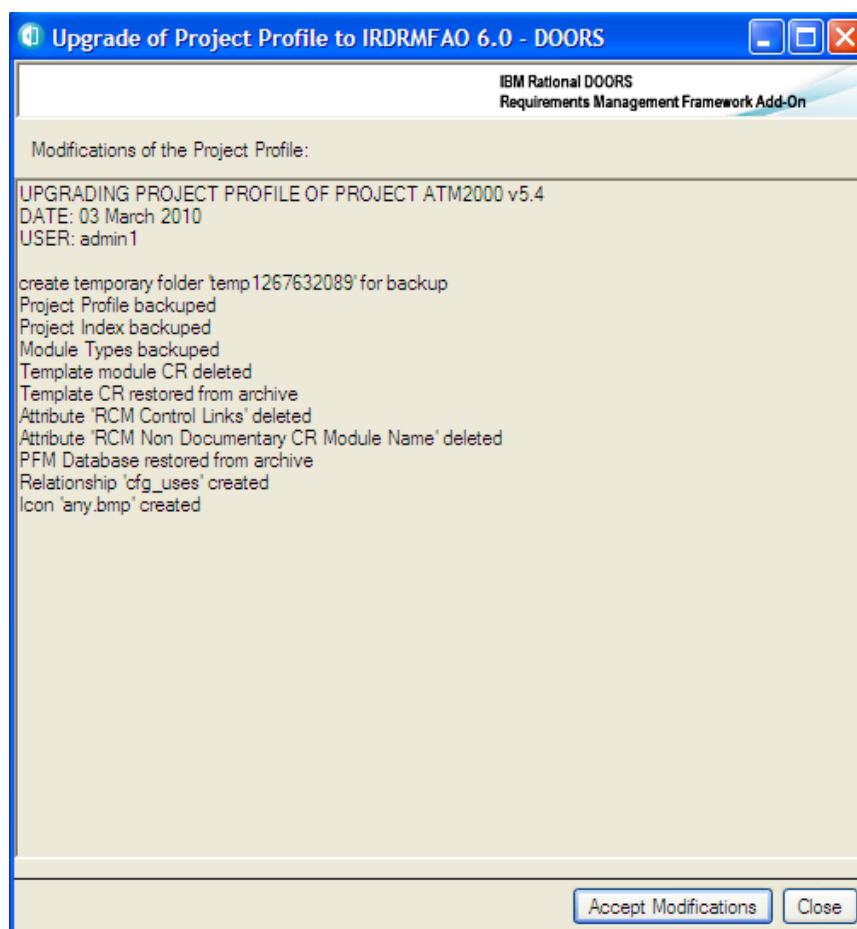 Upgrade of Project Profile to IRDRMFAO 6.0 - DOORS
IBM Rational DOORS
Requirements Management Framework Add-On
Modifications of the Project Profile:
UPGRADING PROJECT PROFILE OF PROJECT ATM2000 v5.4
DATE: 03 March 2010
USER: admin1
create temporary folder 'temp1267632089' for backup
Project Profile backuped
Project Index backuped
Module Types backuped
Template module CR deleted
Template CR restored from archive
Attribute 'RCM Control Links' deleted
Attribute 'RCM Non Documentary CR Module Name' deleted
PFM Database restored from archive
Relationship 'cfg_uses' created
Icon 'any.bmp' created
Accept Modifications Close